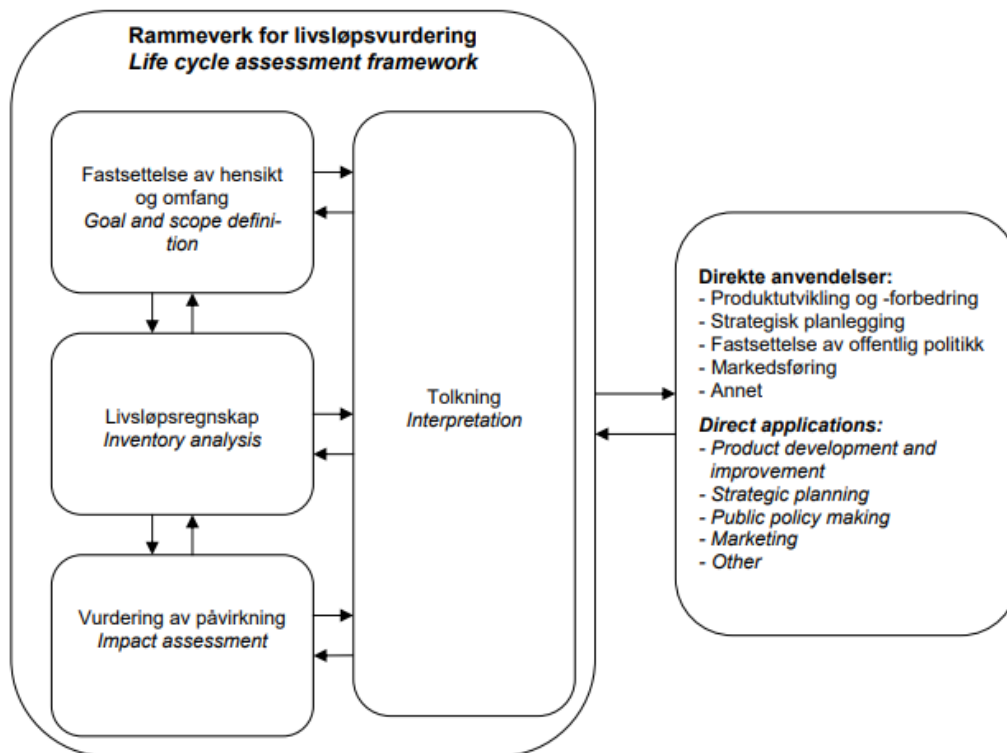 Rammeverk for livsløpsvurdering
Life cycle assessment framework
Fastsettelse av hensikt
og omfang
Goal and scope defini-
tion
Livsløpsregnskap
Inventory analysis
Vurdering av påvirkning
Impact assessment
Tolkning
Interpretation
Direkte anvendelser:
- Produktutvikling og -forbedring
- Strategisk planlegging
- Fastsettelse av offentlig politikk
- Markedsføring
- Annet
Direct applications:
- Product development and
improvement
- Strategic planning
- Public policy making
- Marketing
- Other